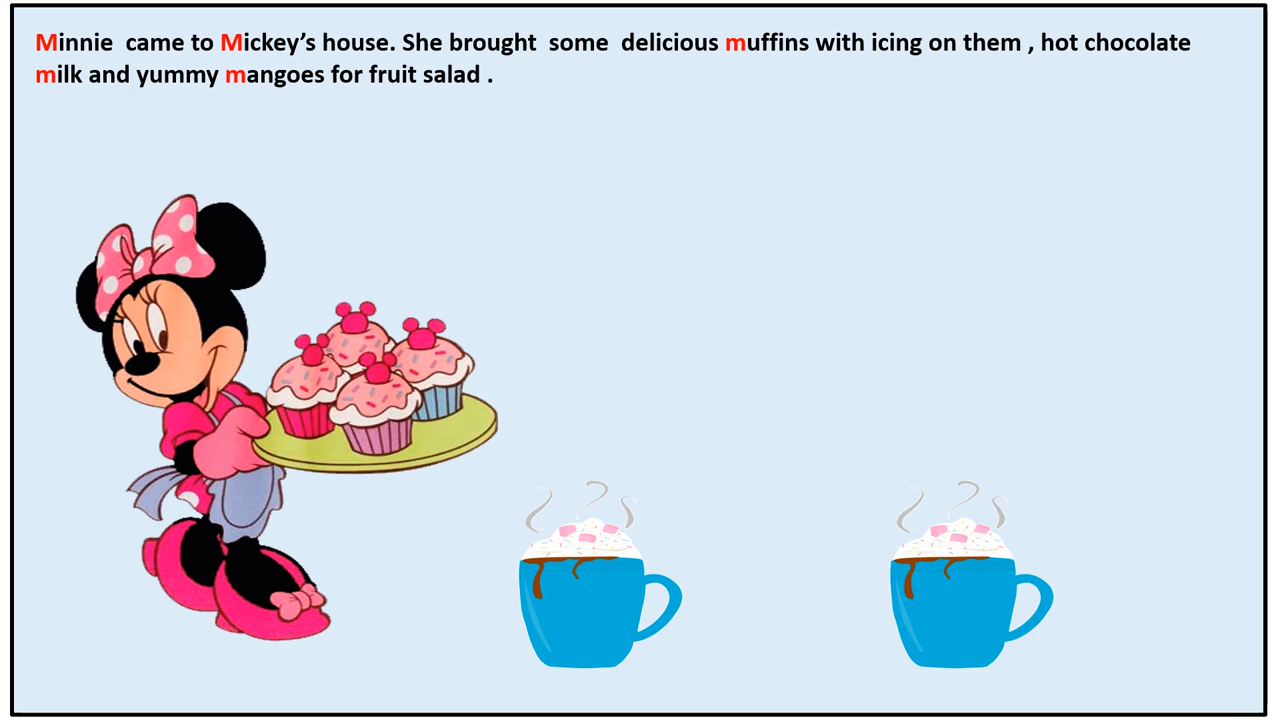 Minnie  came to Mickey’s house. She brought  some  delicious muffins with icing on them , hot chocolate
milk and yummy mangoes for fruit salad .